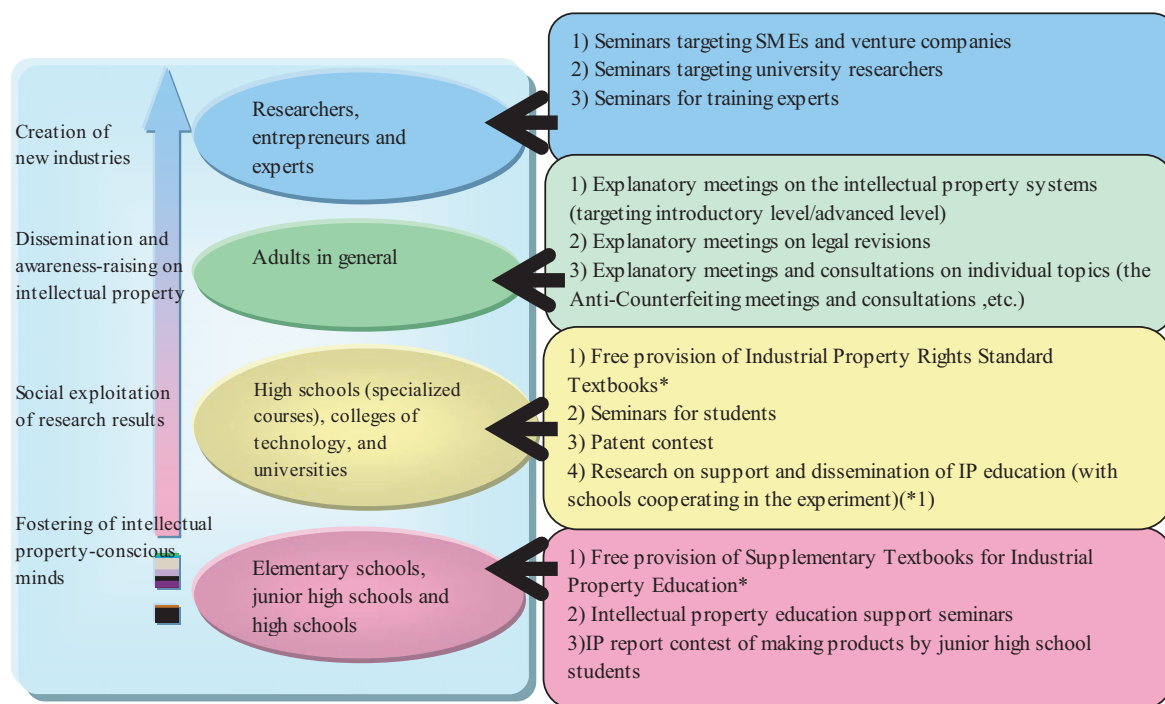 Creation of
new industries
Researchers,
entrepreneurs and
experts
1) Seminars targeting SMEs and venture companies
2) Seminars targeting university researchers
3) Seminars for training experts
Dissemination and
awareness-raising on
intellectual property
Adults in general
1) Explanatory meetings on the intellectual property systems
(targeting introductory level/advanced level)
2) Explanatory meetings on legal revisions
3) Explanatory meetings and consultations on individual topics (the
Anti-Counterfeiting meetings and consultations ,etc.)
Social exploitation
of research results
High schools (specialized
courses), colleges of
technology, and
universities
1) Free provision of Industrial Property Rights Standard
Textbooks*
2) Seminars for students
3) Patent contest
4) Research on support and dissemination of IP education (with
schools cooperating in the experiment)(*1)
Fostering of intellectual
property-conscious
minds
Elementary schools,
junior high schools and
high schools
1) Free provision of Supplementary Textbooks for Industrial
Property Education*
2) Intellectual property education support seminars
3)IP report contest of making products by junior high school
students